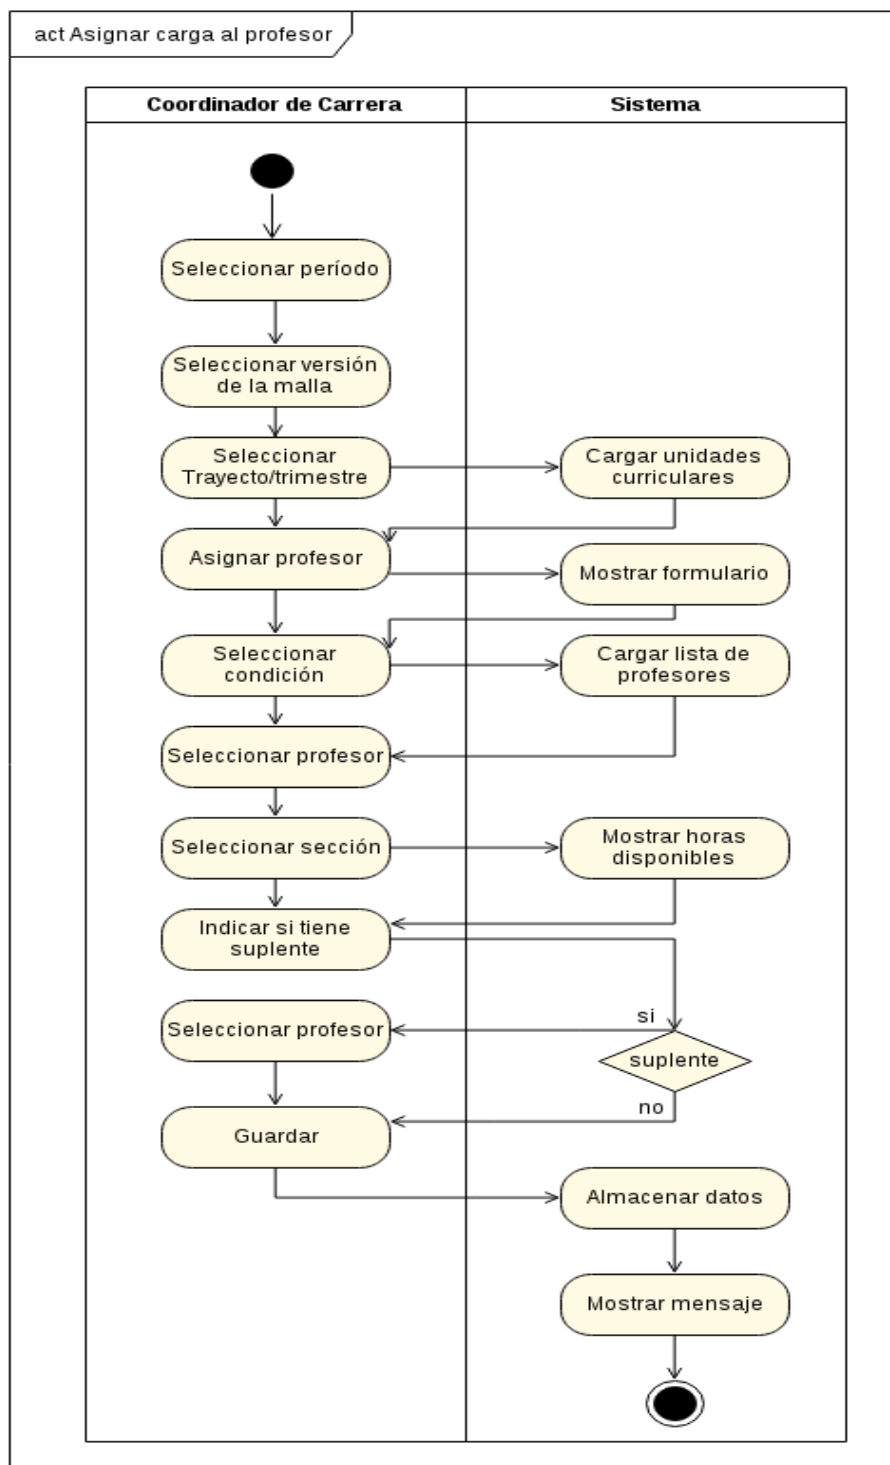 act Asignar carga al profesor
Coordinador de Carrera
Sistema
Seleccionar período
Seleccionar versión
de la malla
Seleccionar
Trayecto/trimestre
Cargar unidades
curriculares
Asignar profesor
Mostrar formulario
Seleccionar
condición
Cargar lista de
profesores
Seleccionar profesor
Seleccionar sección
Mostrar horas
disponibles
Indicar si tiene
suplente
si
Seleccionar profesor
suplente
no
Guardar
Almacenar datos
Mostrar mensaje